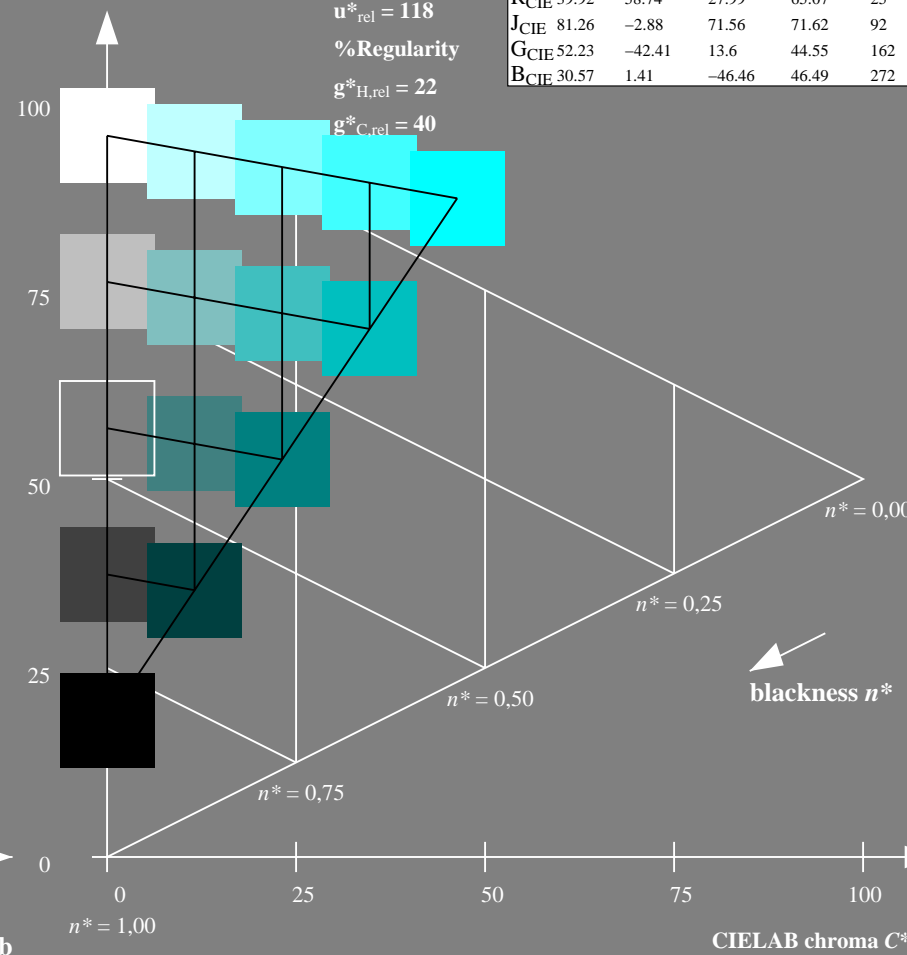 u*rel = 118
%Regularity
g*H,rel = 22
g*C,rel = 40
JCIE 81.26 −2.88 71.56 71.62 92
GCIE 52.23 −42.41 13.6 44.55 162
BCIE 30.57 1.41 −46.46 46.49 272
100
75
50
25
0
n* = 0,00
n* = 0,25
blackness n*
n* = 0,50
n* = 0,75
0 25 50 75 100
n* = 1,00
b
CIELAB chroma C*